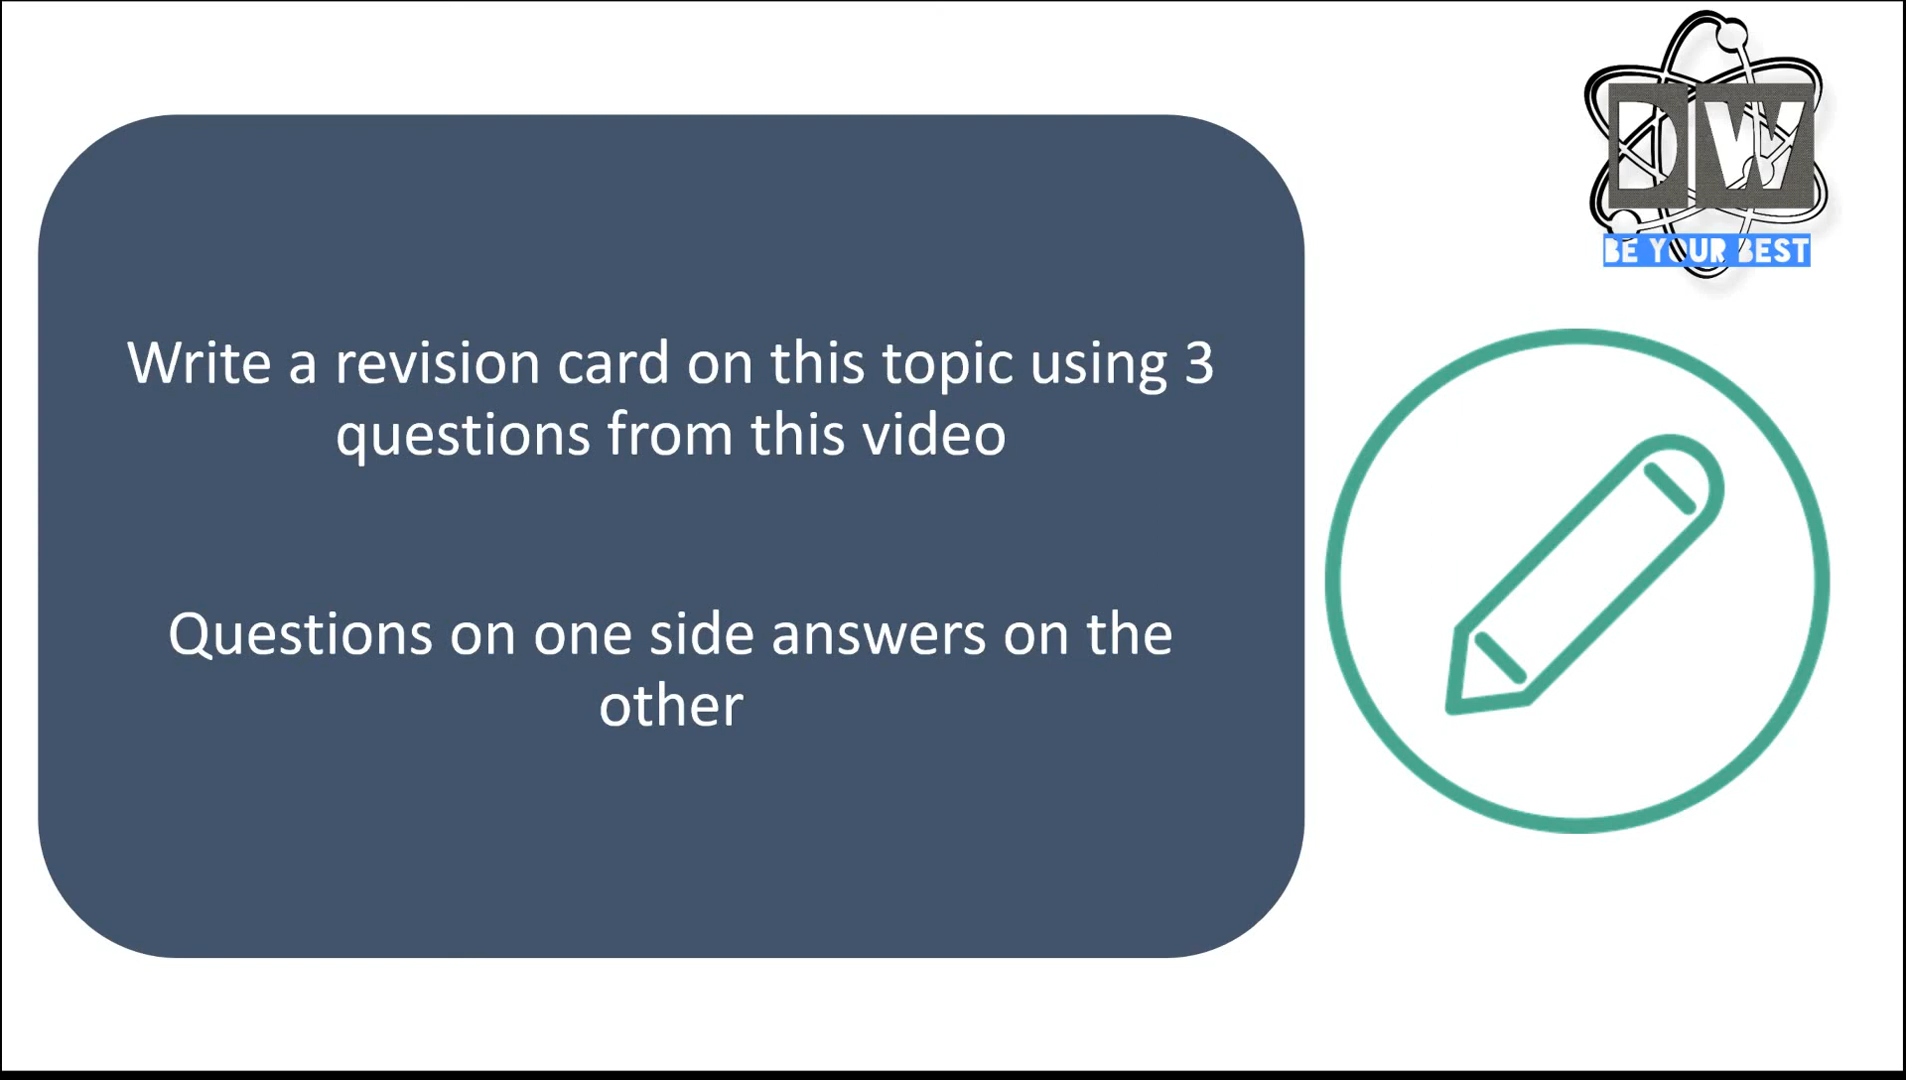 DW
BE YOUR BEST
Write a revision card on this topic using 3
questions from this video
Questions on one side answers on the
other